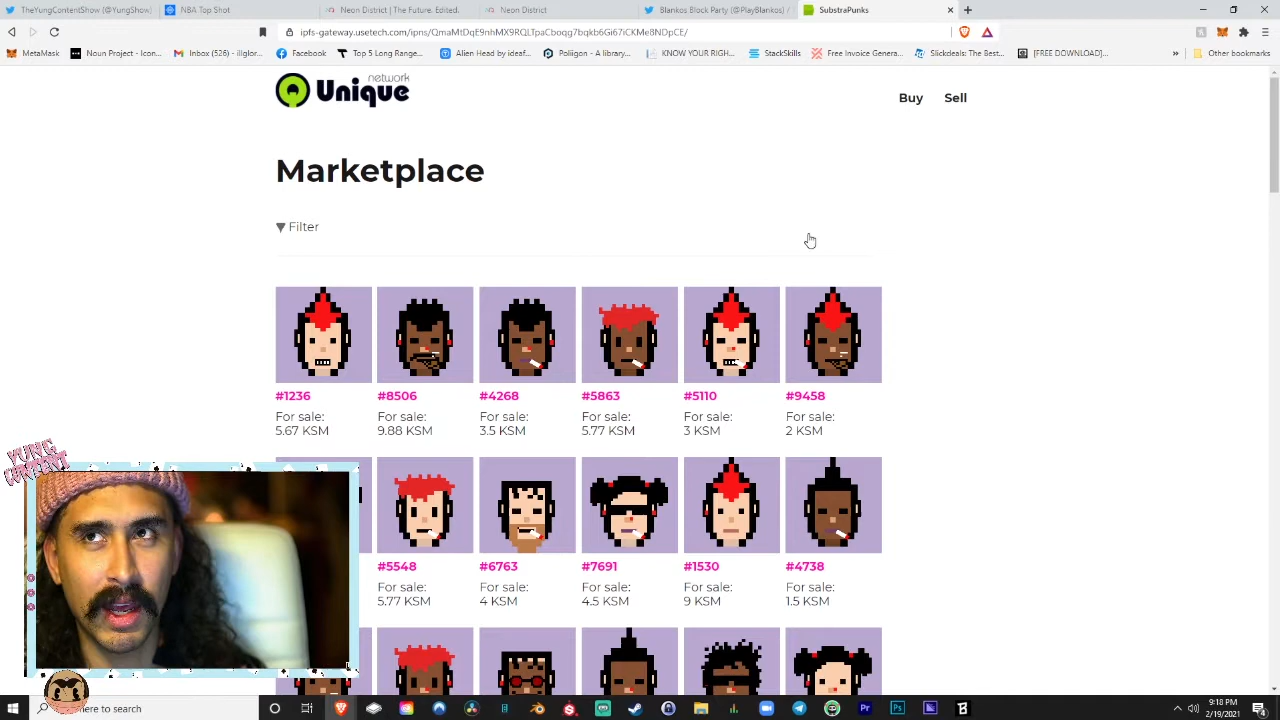 TheYungContentShow (@YungShow)
NBA Top Shot
Neon District | The Future. Edited.
Neon District
Blankos Block Party (@PlayBlankos) /
SubstraPunks
ipfs-gateway.usetech.com/ipns/QmaMtDqE9nhMX9RQLTpaCboqg7bqkb6Gi67iCKMe8NDpCE/
MetaMask
Noun Project - Icon...
Inbox (526) - illglor...
Facebook
Top 5 Long Range...
Alien Head by ideaf...
Poliigon - A library...
KNOW YOUR RIGH...
StackSkills
Free Invoice Genera...
Slickdeals: The Best...
[FREE DOWNLOAD]...
»
Other bookmarks
network
Unique
Buy
Sell
Marketplace
▼ Filter
#1236
#8506
#4268
#5863
#5110
#9458
For sale:
For sale:
For sale:
For sale:
For sale:
For sale:
5.67 KSM
9.88 KSM
3.5 KSM
5.77 KSM
3 KSM
2 KSM
#5548
#6763
#7691
#1530
#4738
For sale:
For sale:
For sale:
For sale:
For sale:
5.77 KSM
4 KSM
4.5 KSM
9 KSM
1.5 KSM
YUNG
here to search
9:18 PM
2/19/2021
4